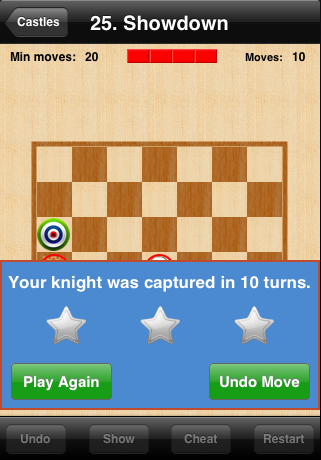 Castles
25. Showdown
Min moves: 20
Moves: 10
Your knight was captured in 10 turns.
Play Again
Undo Move
Undo
Show
Cheat
Restart